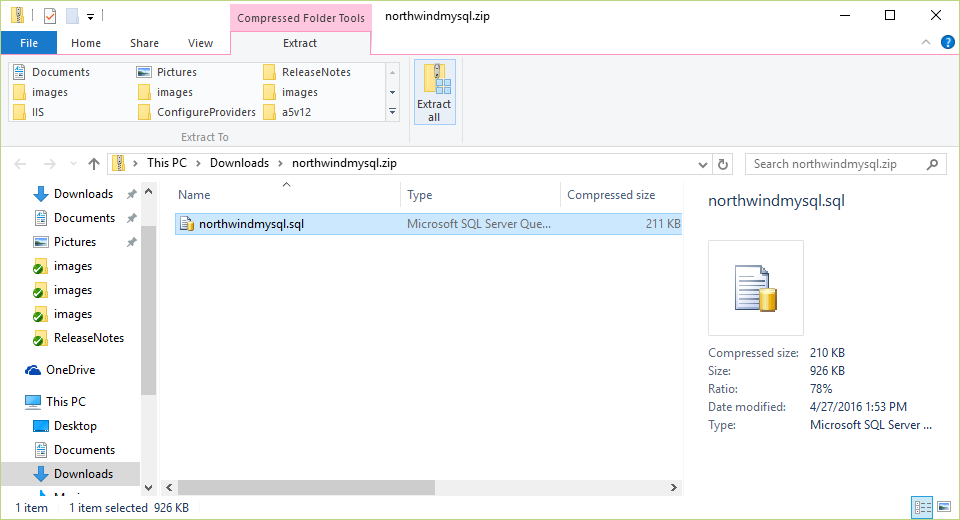 Compressed Folder Tools northwindmysql.zip
File Home Share View Extract
Documents Pictures ReleaseNotes
images images images
IIS ConfigureProviders a5v12
Extract all
Extract To
This PC Downloads northwindmysql.zip Search northwindmysql.zip
Downloads
Documents
Pictures
images
images
images
ReleaseNotes
OneDrive
This PC
Desktop
Documents
Downloads
Name Type Compressed size
northwindmysql.sql Microsoft SQL Server Que... 211 KB
northwindmysql.sql
Compressed size: 210 KB
Size: 926 KB
Ratio: 78%
Date modified: 4/27/2016 1:53 PM
Type: Microsoft SQL Server ...
1 item 1 item selected 926 KB